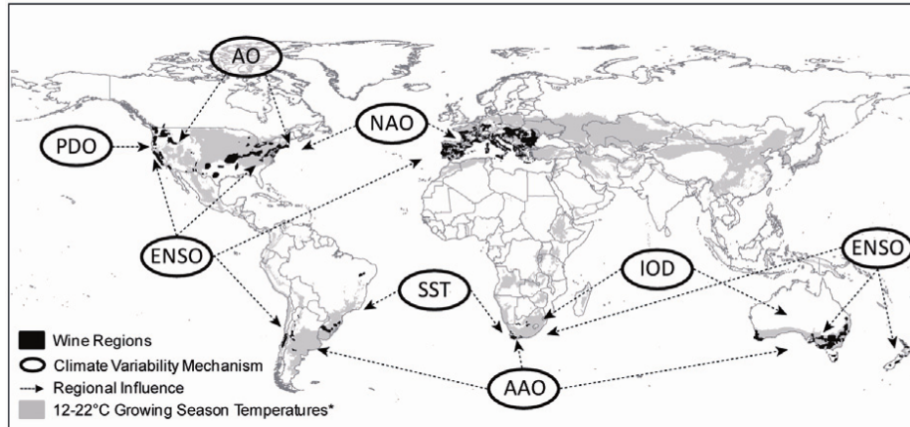 AO
NAO
PDO
ENSO
ENSO
IOD
SST
AAO
Wine Regions
Climate Variability Mechanism
Regional Influence
12-22°C Growing Season Temperatures*